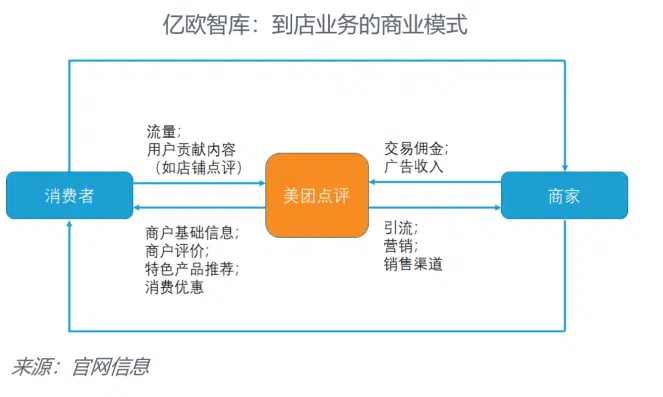 亿欧智库：到店业务的商业模式
流量；
用户贡献内容
（如店铺点评）
交易佣金；
广告收入
消费者
美团点评
商家
商户基础信息；
商户评价；
特色产品推荐；
消费优惠
引流；
营销；
销售渠道
来源：官网信息